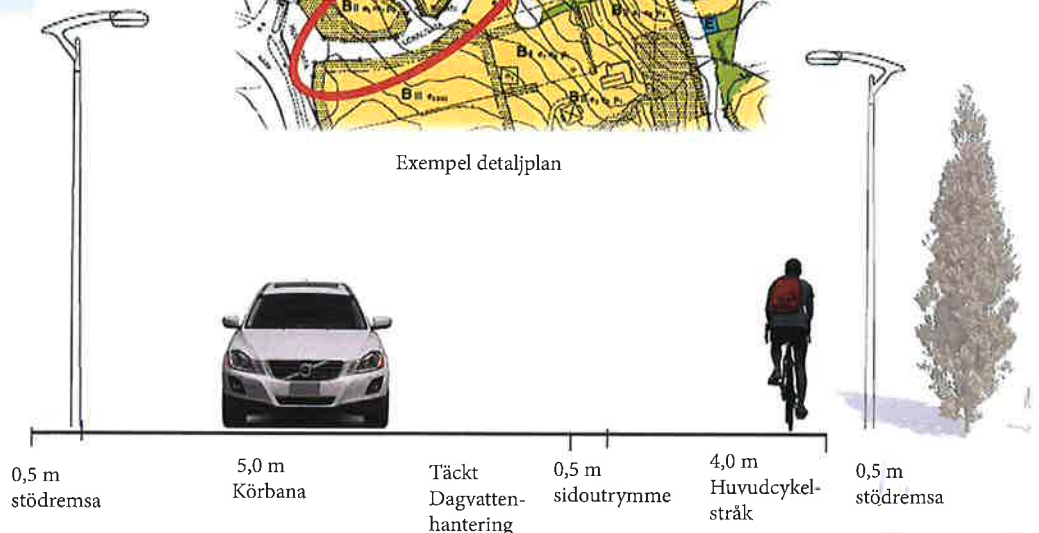 Exempel detaljplan
0,5 m
stödremsa
5,0 m
Körbana
Täckt
Dagvatten-
hantering
0,5 m
sidoutrymme
4,0 m
Huvudcykel-
stråk
0,5 m
stödremsa